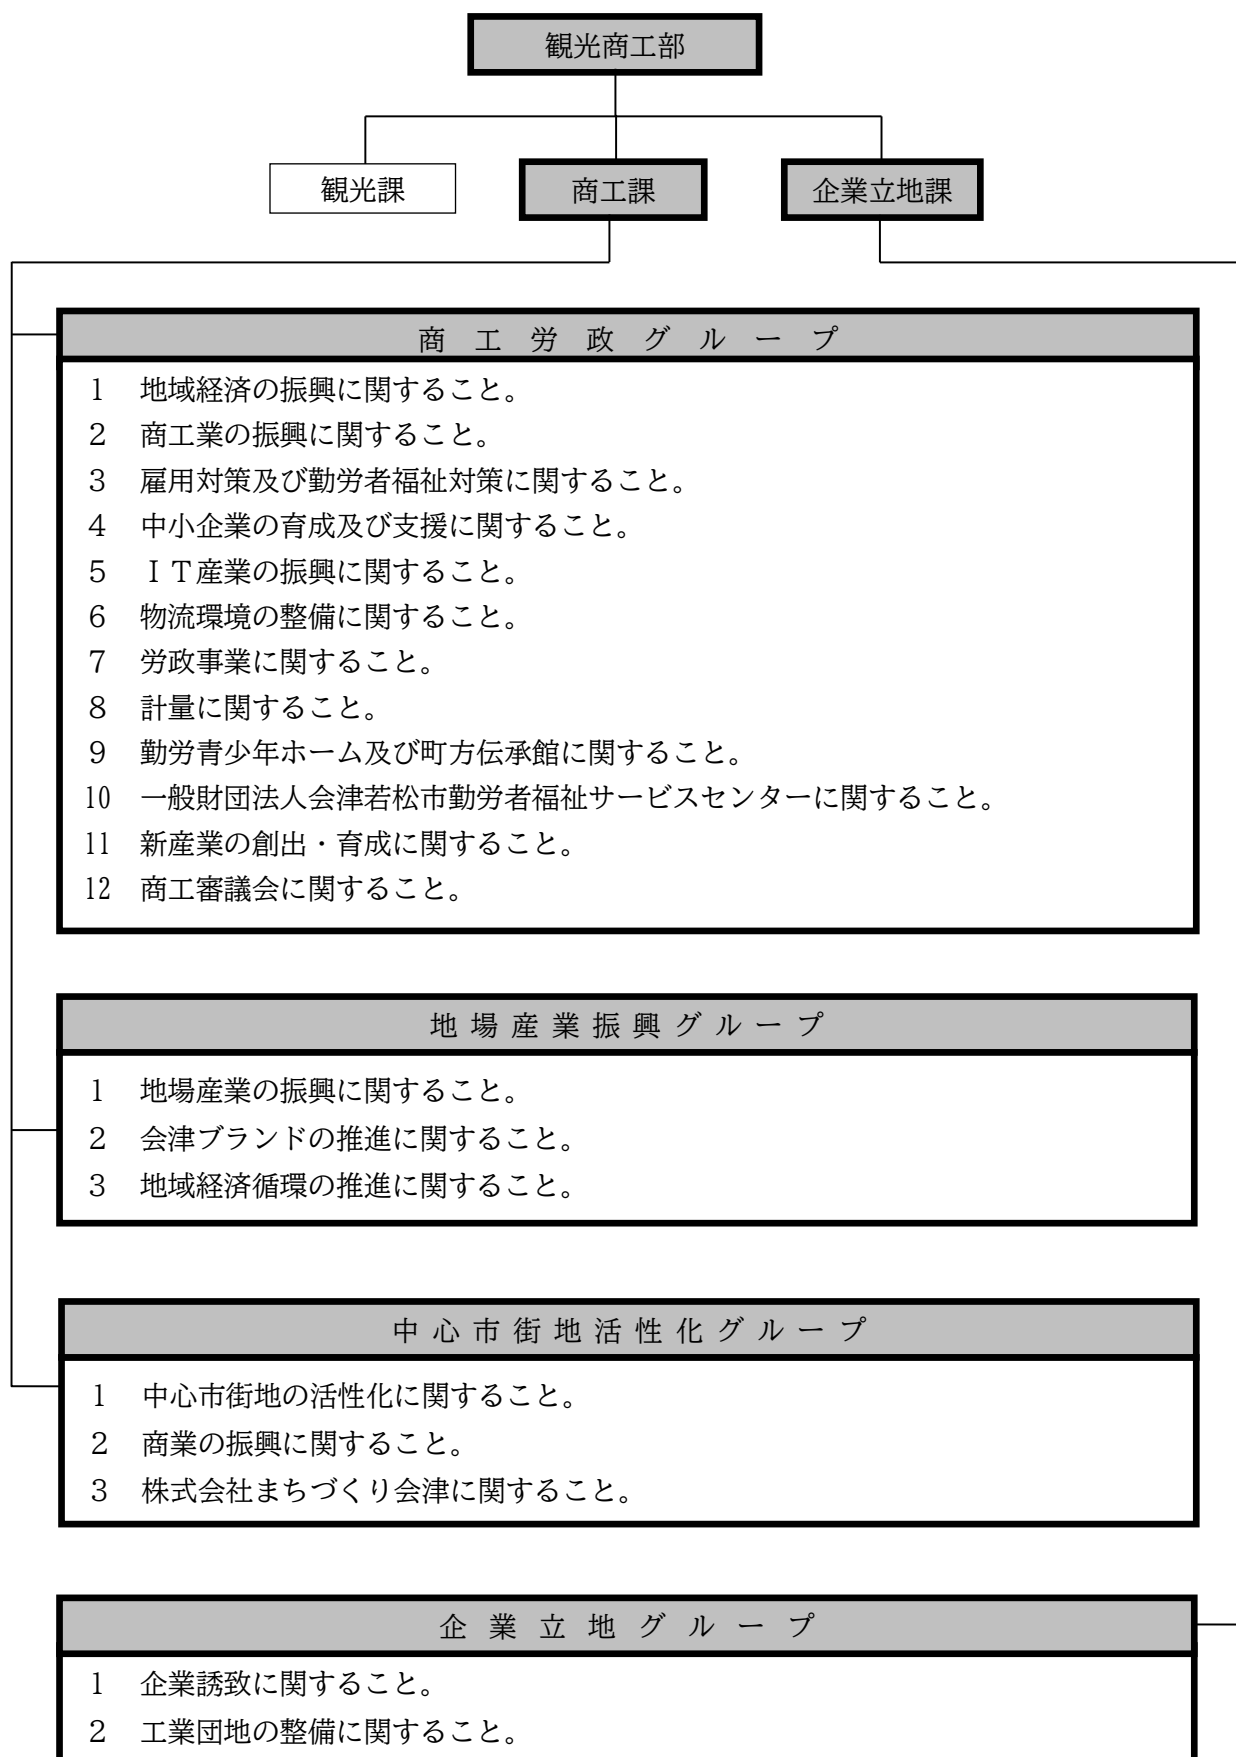 観光商工部
観光課
商工課
企業立地課
商工労政グループ
１　地域経済の振興に関すること。
２　商工業の振興に関すること。
３　雇用対策及び勤労者福祉対策に関すること。
４　中小企業の育成及び支援に関すること。
５　ＩＴ産業の振興に関すること。
６　物流環境の整備に関すること。
７　労政事業に関すること。
８　計量に関すること。
９　勤労青少年ホーム及び町方伝承館に関すること。
10　一般財団法人会津若松市勤労者福祉サービスセンターに関すること。
11　新産業の創出・育成に関すること。
12　商工審議会に関すること。
地場産業振興グループ
１　地場産業の振興に関すること。
２　会津ブランドの推進に関すること。
３　地域経済循環の推進に関すること。
中心市街地活性化グループ
１　中心市街地の活性化に関すること。
２　商業の振興に関すること。
３　株式会社まちづくり会津に関すること。
企業立地グループ
１　企業誘致に関すること。
２　工業団地の整備に関すること。